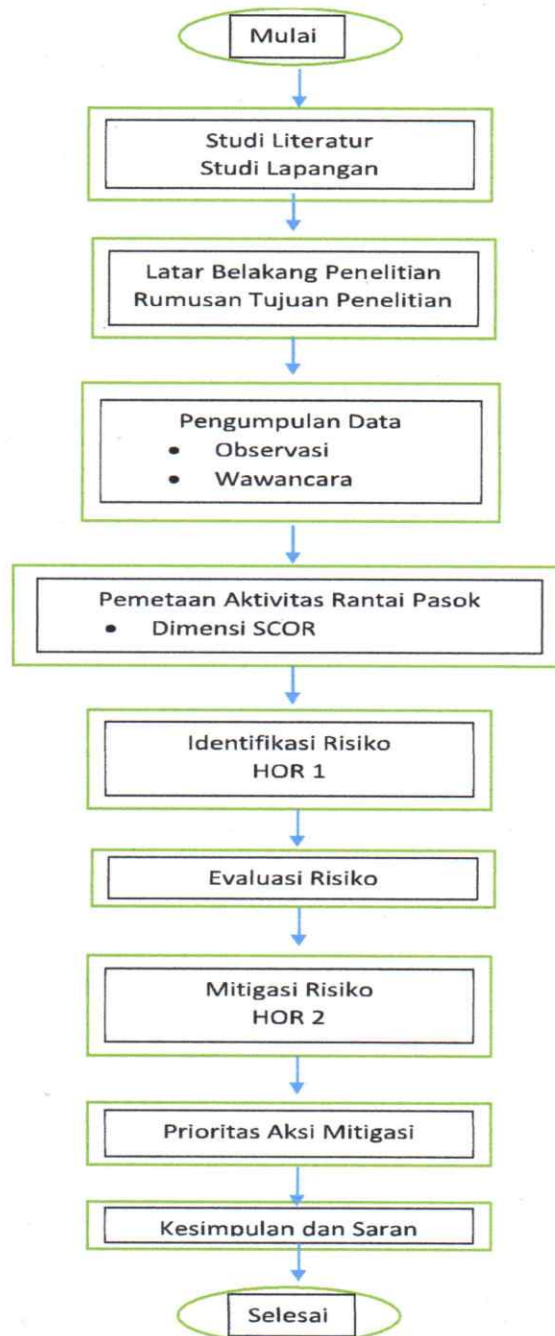 Mulai
Studi Literatur
Studi Lapangan
Latar Belakang Penelitian
Rumusan Tujuan Penelitian
Pengumpulan Data
• Observasi
• Wawancara
Pemetaan Aktivitas Rantai Pasok
• Dimensi SCOR
Identifikasi Risiko
HOR 1
Evaluasi Risiko
Mitigasi Risiko
HOR 2
Prioritas Aksi Mitigasi
Kesimpulan dan Saran
Selesai